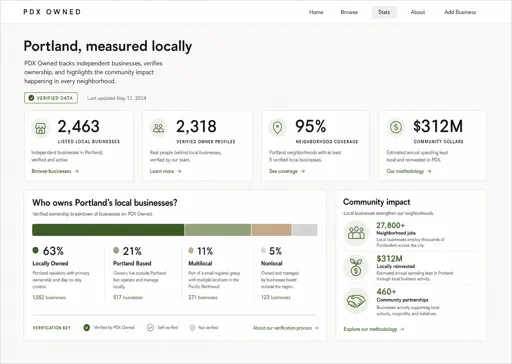 PDX OWNED
Home Browse Stats About Add Business
Portland, measured locally
PDX Owned tracks independent businesses, verifies
ownership, and highlights the community impact
happening in every neighborhood.
VERIFIED DATA Last updated May 12, 2024
2,463
LISTED LOCAL BUSINESSES
Independent businesses in Portland,
verified and active.
Browse businesses →
2,318
VERIFIED OWNER PROFILES
Real people behind local businesses,
verified by our team.
Learn more →
95%
NEIGHBORHOOD COVERAGE
Portland neighborhoods with at least
5 verified local businesses.
See coverage →
$312M
COMMUNITY DOLLARS
Estimated annual spending kept
local and reinvested in PDX.
Our methodology →
Who owns Portland's local businesses?
Verified ownership breakdown of businesses on PDX Owned.
63%
Locally Owned
Portland residents with primary
ownership and day-to-day
control.
1,552 businesses
21%
Portland Based
Owners live outside Portland
but operate and manage
locally.
517 businesses
11%
Multilocal
Part of a small regional group
with multiple locations in the
Pacific Northwest.
271 businesses
5%
Nonlocal
Owned and managed
by businesses based
outside the region.
123 businesses
VERIFICATION KEY Verified by PDX Owned Self-verified Not verified About our verification process →
Community impact
Local businesses strengthen our neighborhoods.
27,800+
Neighborhood jobs
Local businesses employ thousands of
Portlanders across the city.
$312M
Locally reinvested
Estimated annual spending kept in Portland
through local business activity.
460+
Community partnerships
Businesses actively supporting local
schools, nonprofits, and initiatives.
Explore our methodology →